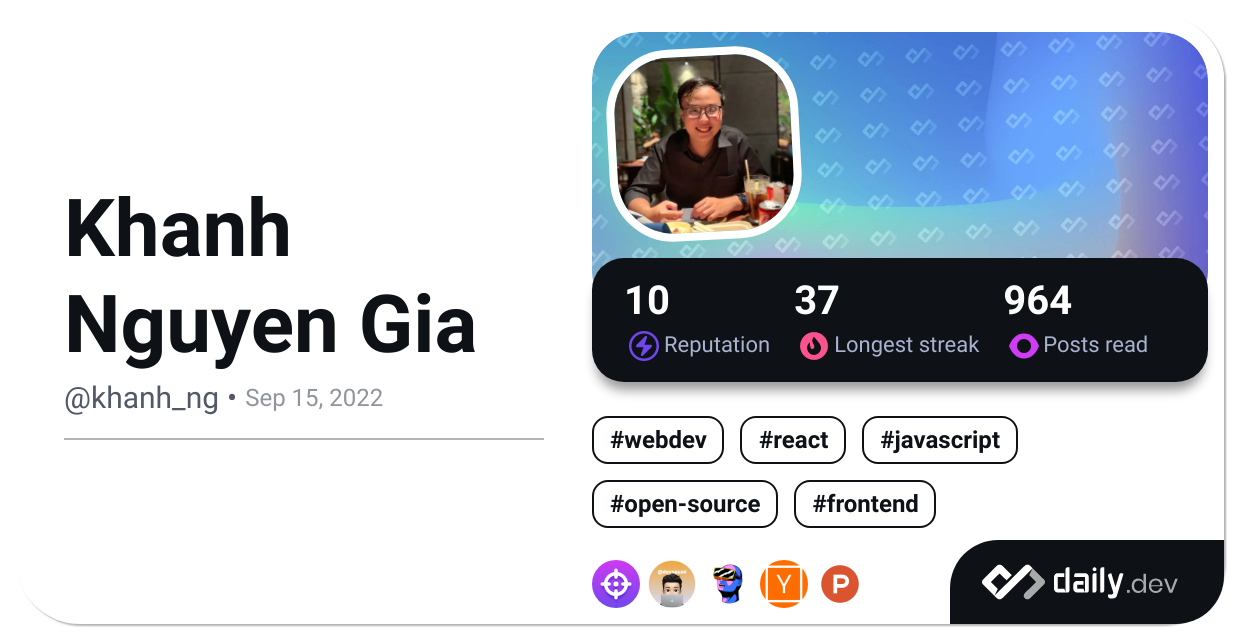 Khanh
Nguyen Gia
@khanh_ng • Sep 15, 2022
10 37 964
Reputation Longest streak Posts read
#webdev #react #javascript
#open-source #frontend
Y P
daily.dev